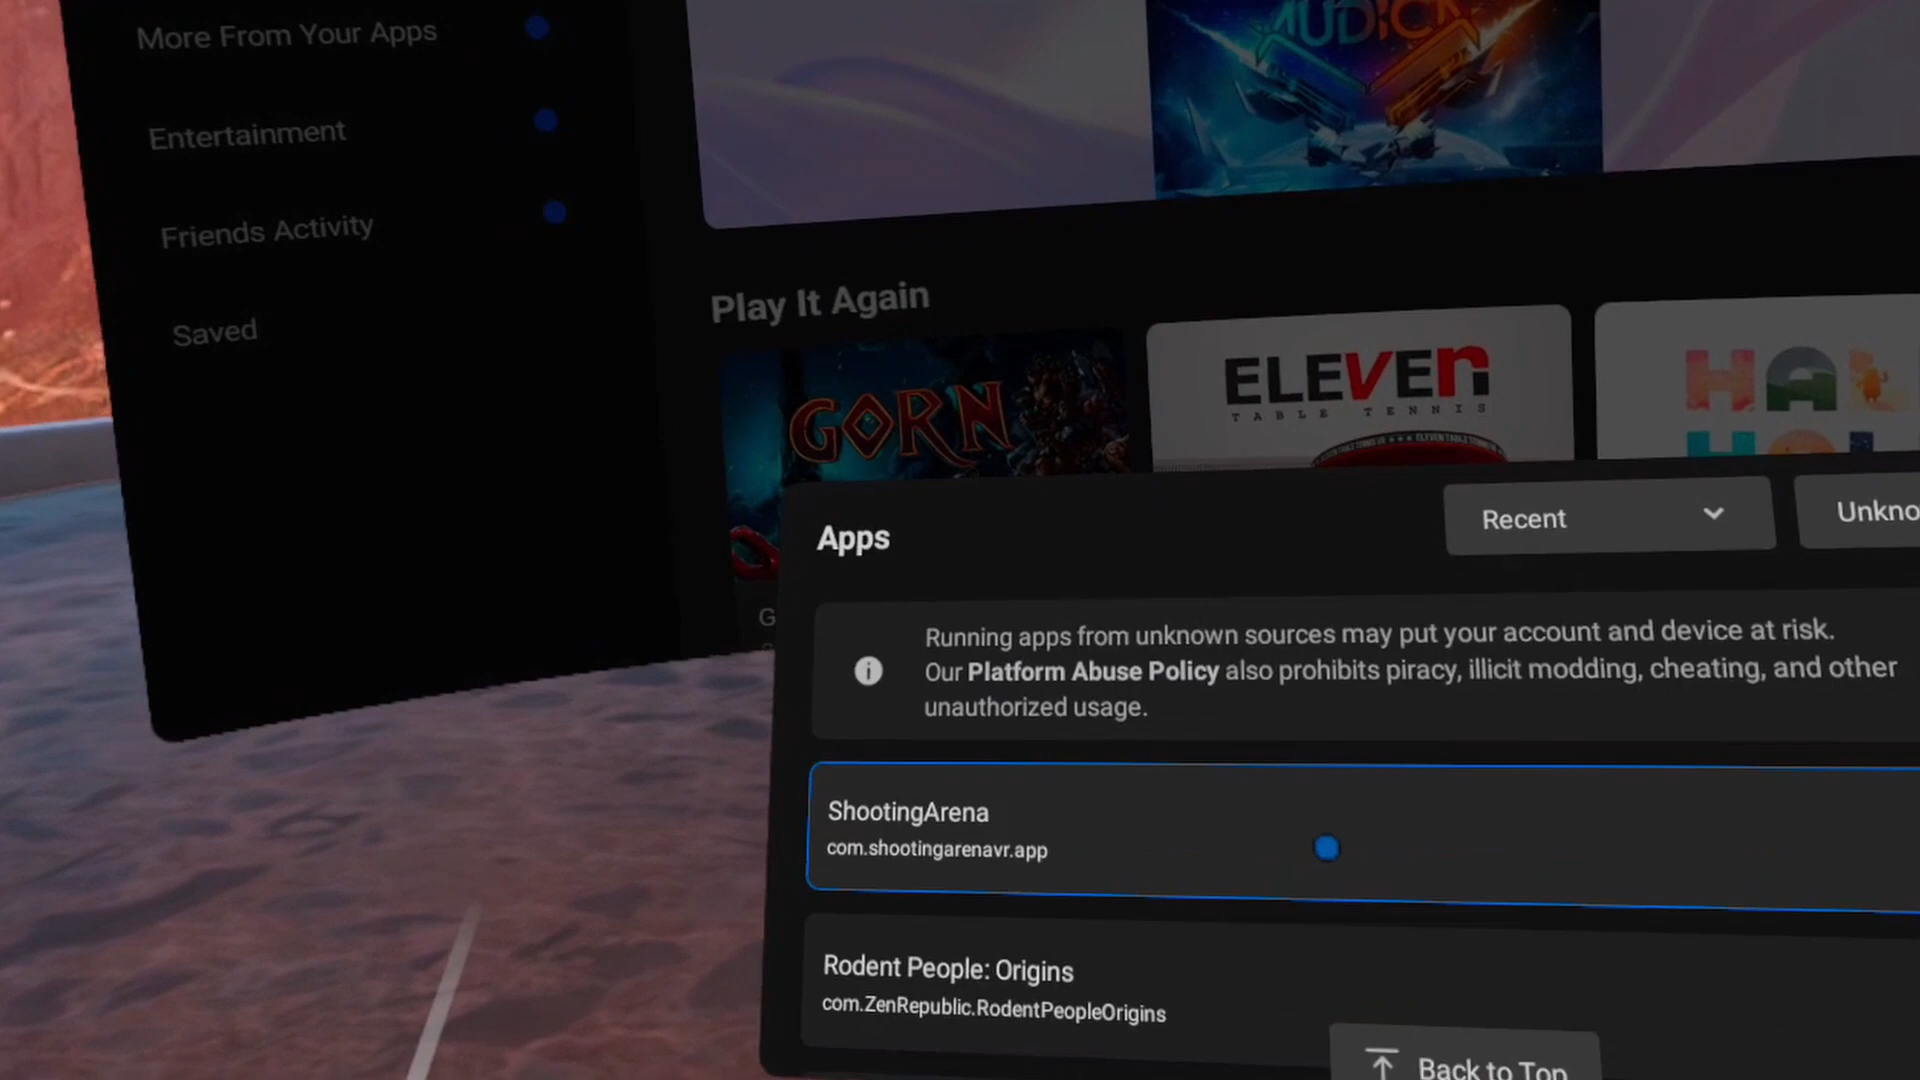 More From Your Apps
Entertainment
Friends Activity
Saved
Play It Again
GORN
ELEVEN
TABLE TENNIS
Apps
Recent
Running apps from unknown sources may put your account and device at risk.
Our Platform Abuse Policy also prohibits piracy, illicit modding, cheating, and other
unauthorized usage.
ShootingArena
com.shootingarenavr.app
Rodent People: Origins
com.ZenRepublic.RodentPeopleOrigins
Back to Top